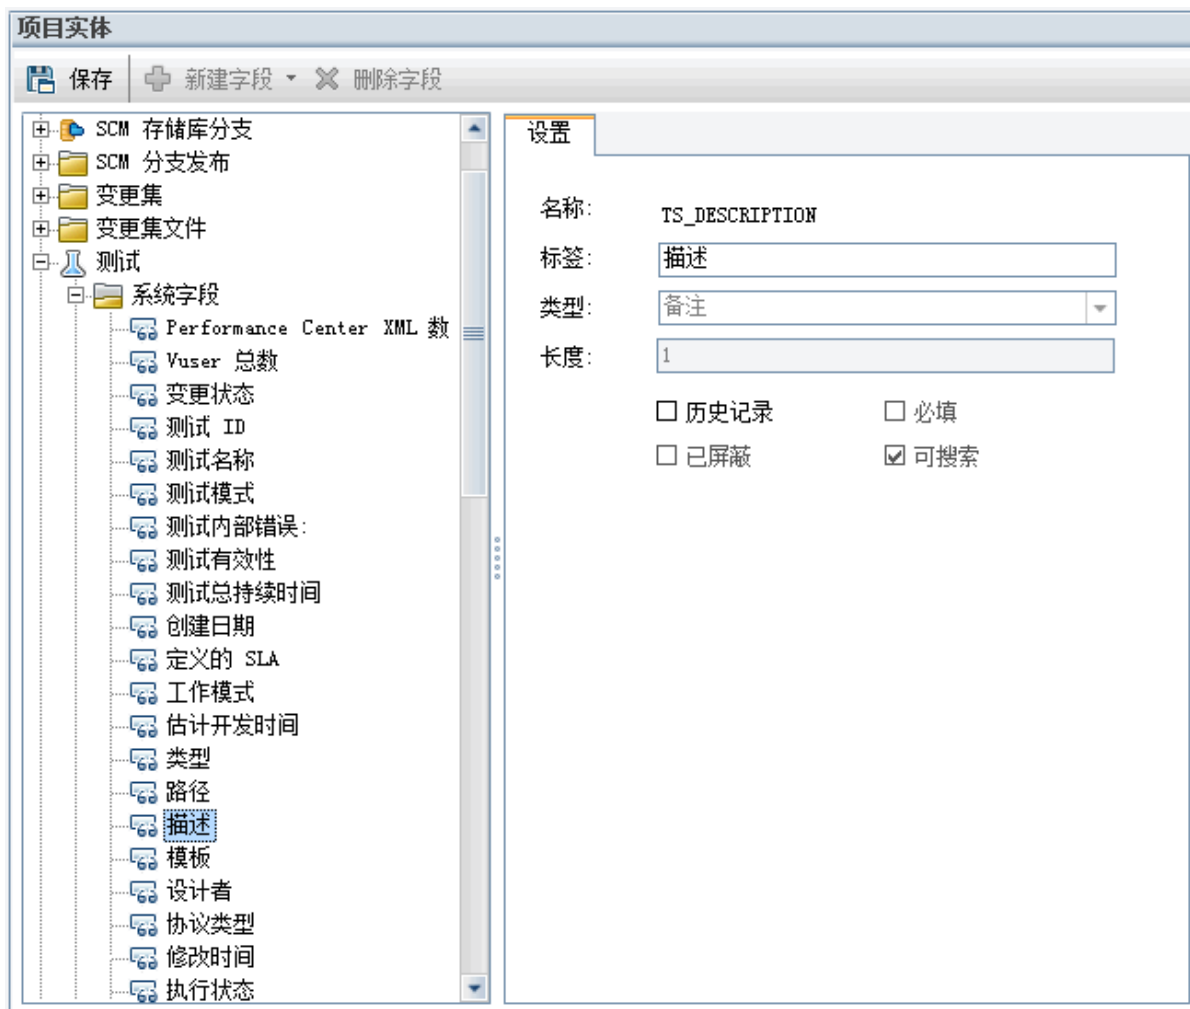 项目实体
保存 新建字段 删除字段
SCM 存储库分支
SCM 分支发布
变更集
变更集文件
测试
系统字段
Performance Center XML 数
Vuser 总数
变更状态
测试 ID
测试名称
测试模式
测试内部错误:
测试有效性
测试总持续时间
创建日期
定义的 SLA
工作模式
估计开发时间
类型
路径
描述
模板
设计者
协议类型
修改时间
执行状态
设置
名称: TS_DESCRIPTION
标签: 描述
类型: 备注
长度: 1
历史记录 必填
已屏蔽 可搜索